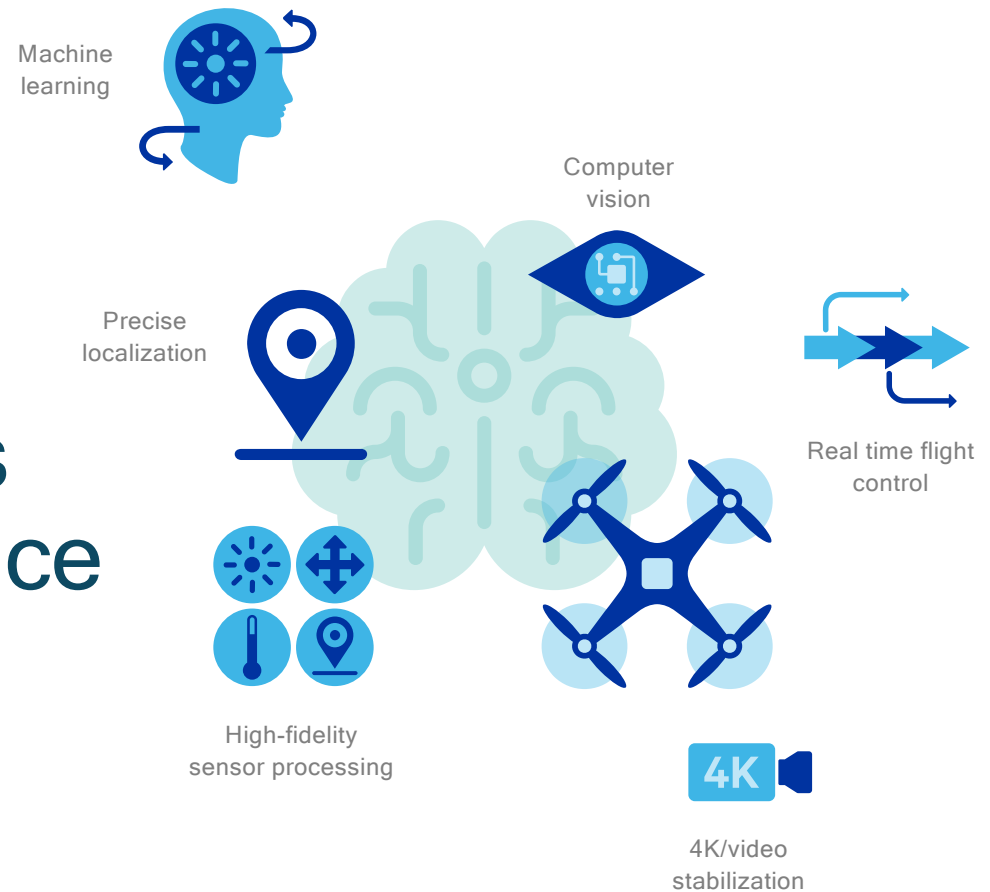 Machine
learning
Computer
vision
Precise
localization
Real time flight
control
s
ce
High-fidelity
sensor processing
4K
4K/video
stabilization